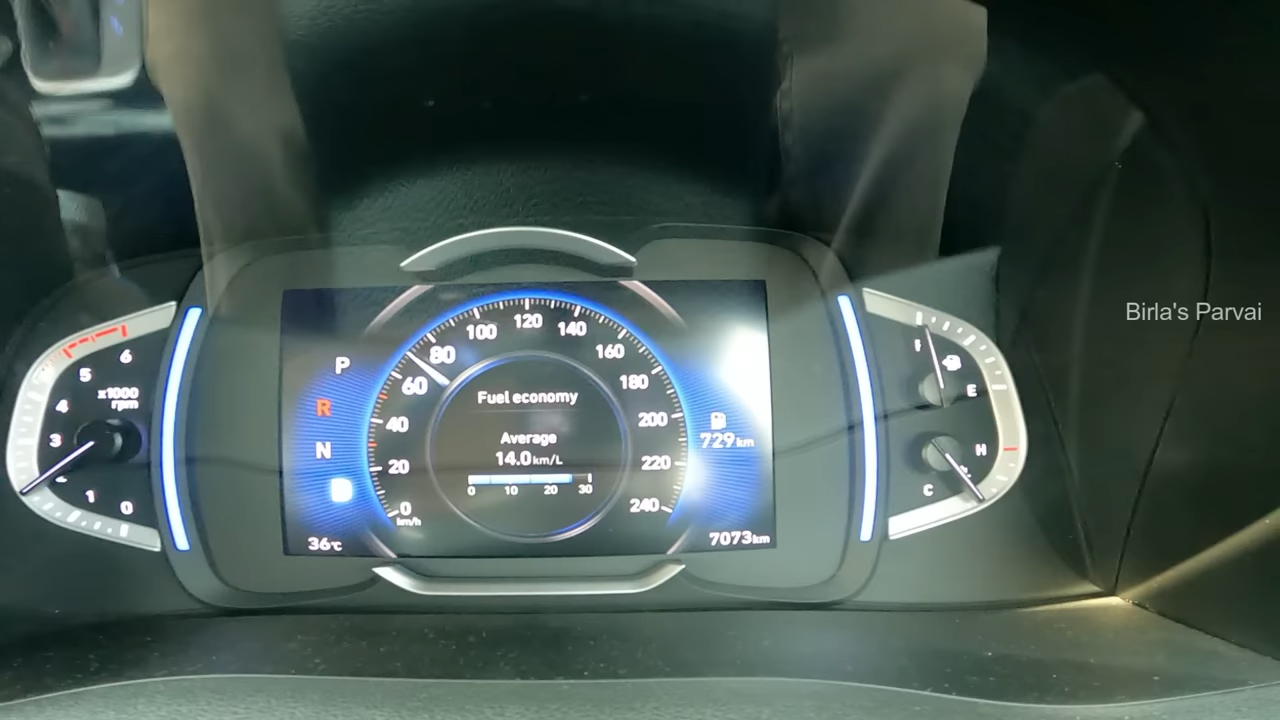 6
5
x1000
rpm
4
3
2
1
0
P
R
N
D
36℃
0
20
40
60
80
100
120
140
160
180
200
220
240
km/h
Fuel economy
Average
14.0km/L
0 10 20 30
729km
7073km
F
E
H
C
Birla's Parvai